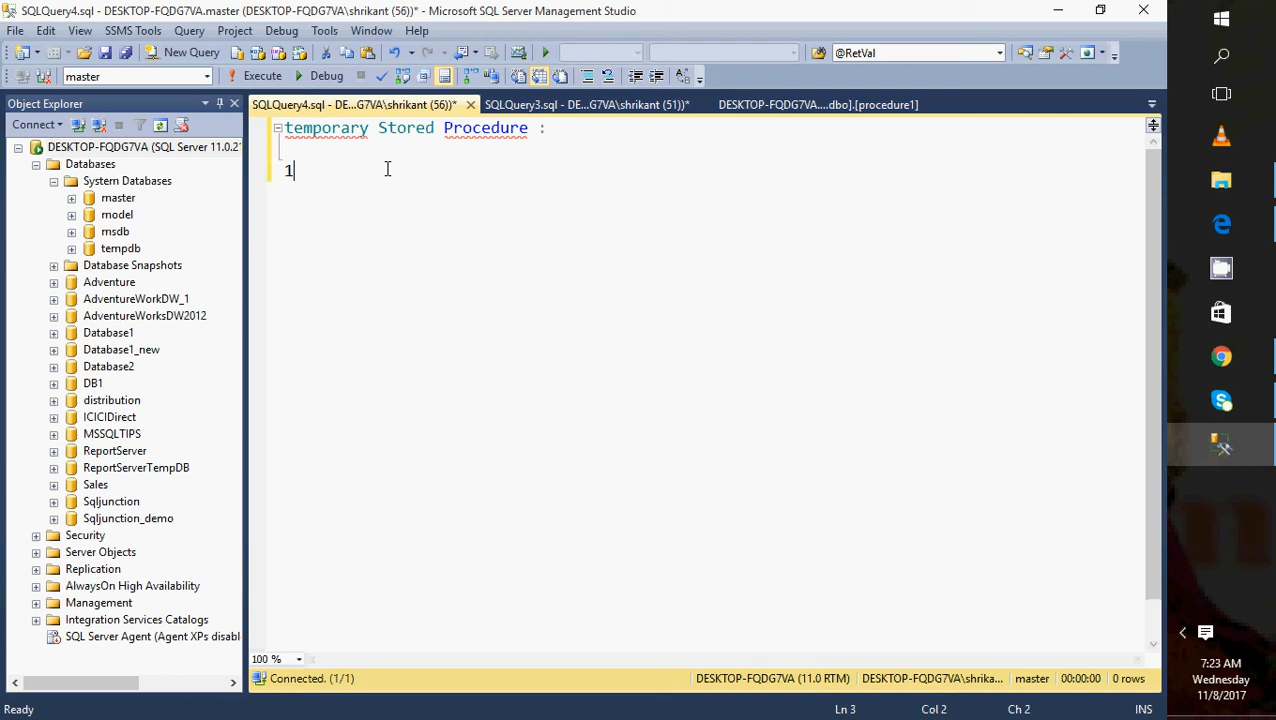 SQLQuery4.sql - DESKTOP-FQDG7VA.master (DESKTOP-FQDG7VA\shrikant (56))* - Microsoft SQL Server Management Studio
File Edit View SSMS Tools Query Project Debug Tools Window Help
New Query @RetVal
master Execute Debug
Object Explorer
SQLQuery4.sql - DE...G7VA\shrikant (56))* SQLQuery3.sql - DE...G7VA\shrikant (51))* DESKTOP-FQDG7VA....dbo].[procedure1]
Connect
temporary Stored Procedure :
1
DESKTOP-FQDG7VA (SQL Server 11.0.2
Databases
System Databases
master
model
msdb
tempdb
Database Snapshots
Adventure
AdventureWorkDW_1
AdventureWorksDW2012
Database1
Database1_new
Database2
DB1
distribution
ICICIDirect
MSSQLTIPS
ReportServer
ReportServerTempDB
Sales
Sqljunction
Sqljunction_demo
Security
Server Objects
Replication
AlwaysOn High Availability
Management
Integration Services Catalogs
SQL Server Agent (Agent XPs disabl
100 %
Connected. (1/1) DESKTOP-FQDG7VA (11.0 RTM) DESKTOP-FQDG7VA\shrika... master 00:00:00 0 rows
Ready Ln 3 Col 2 Ch 2 INS
7:23 AM
Wednesday
11/8/2017